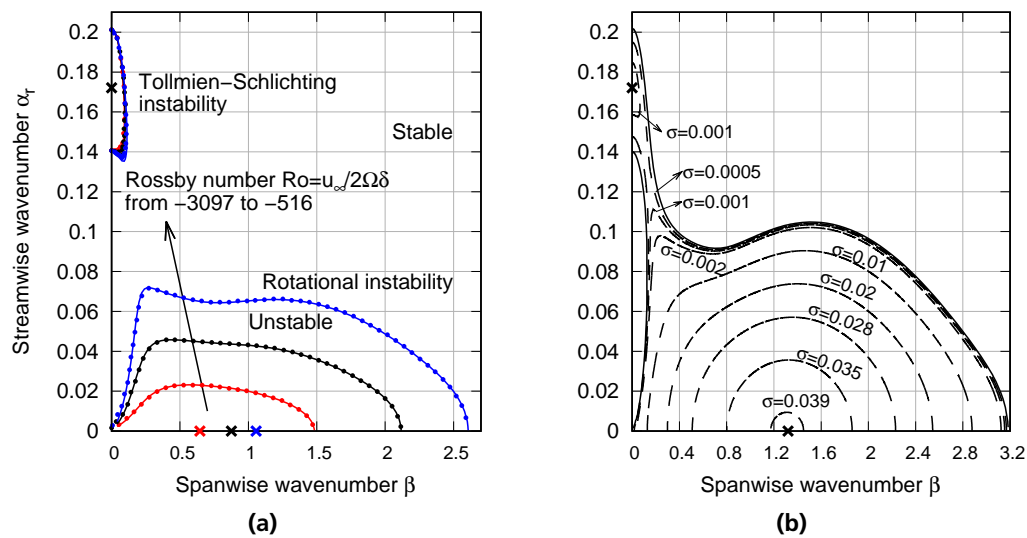 0.2
0.18
0.16
0.14
0.12
0.1
0.08
0.06
0.04
0.02
0
Streamwise wavenumber αr
Tollmien−Schlichting
instability
Stable
Rossby number Ro=u∞/2Ωδ
from −3097 to −516
Rotational instability
Unstable
0 0.5 1 1.5 2 2.5
Spanwise wavenumber β
(a)
0.2
0.18
0.16
0.14
0.12
0.1
0.08
0.06
0.04
0.02
0
σ=0.001
σ=0.0005
σ=0.001
σ=0.002
σ=0.01
σ=0.02
σ=0.028
σ=0.035
σ=0.039
0 0.4 0.8 1.2 1.6 2 2.4 2.8 3.2
Spanwise wavenumber β
(b)